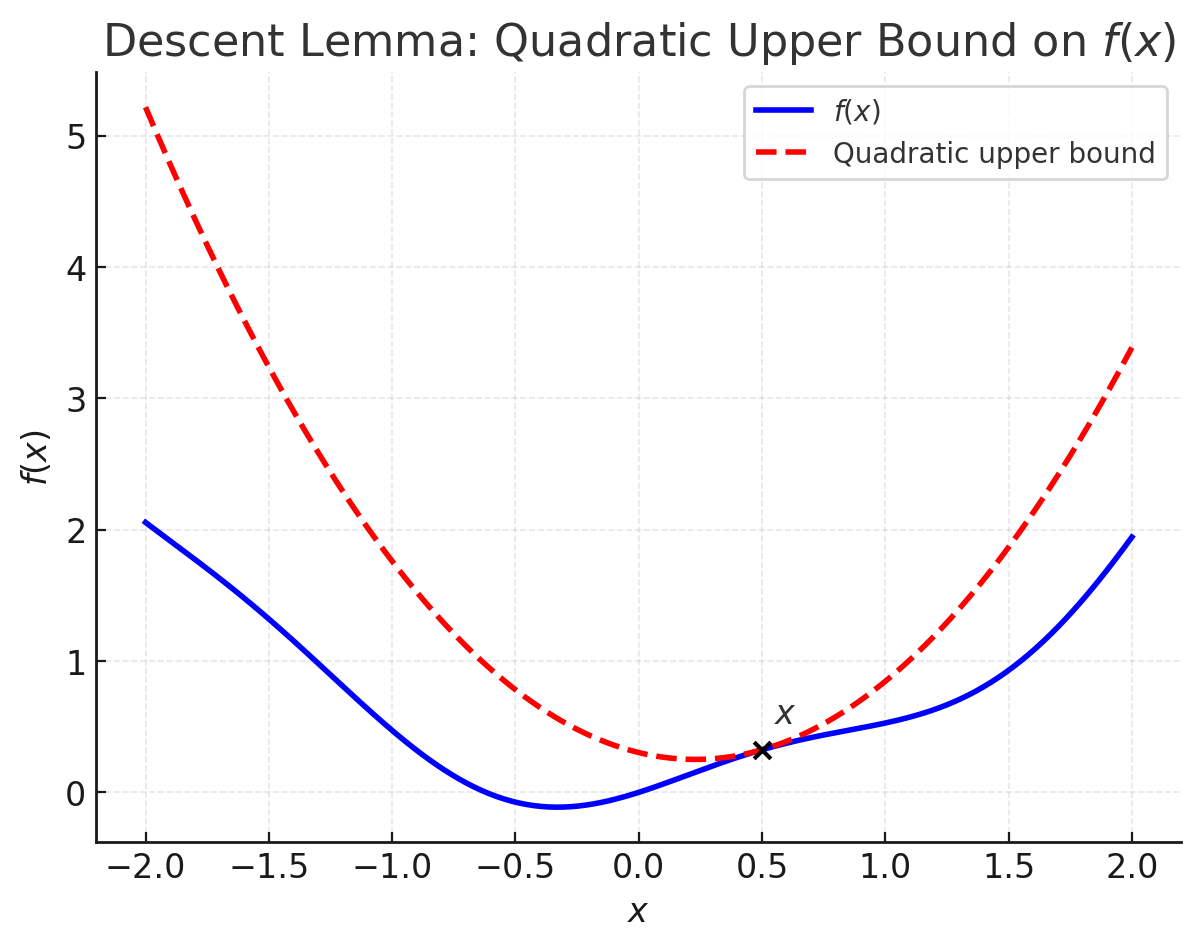 Descent Lemma: Quadratic Upper Bound on f(x)
f(x)
Quadratic upper bound
5
4
3
2
1
0
f(x)
x
−2.0 −1.5 −1.0 −0.5 0.0 0.5 1.0 1.5 2.0
x